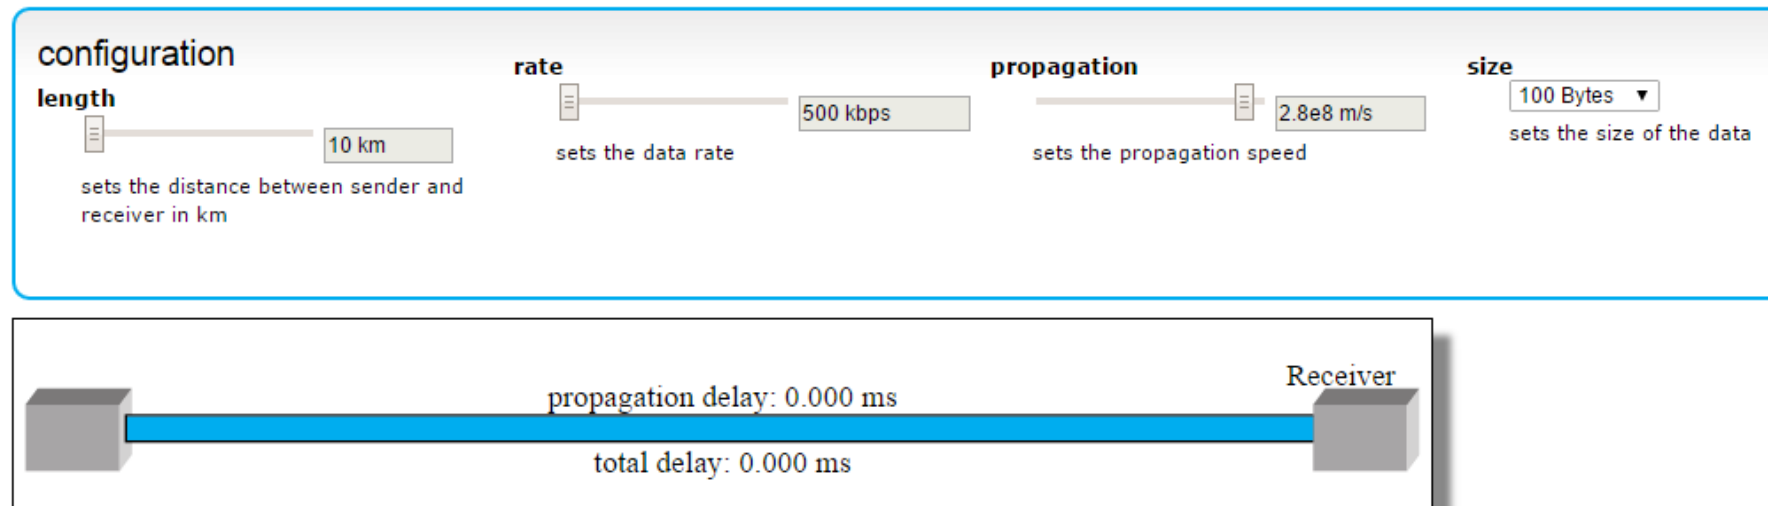 configuration
length
10 km
sets the distance between sender and
receiver in km
rate
500 kbps
sets the data rate
propagation
2.8e8 m/s
sets the propagation speed
size
100 Bytes
sets the size of the data
Receiver
propagation delay: 0.000 ms
total delay: 0.000 ms